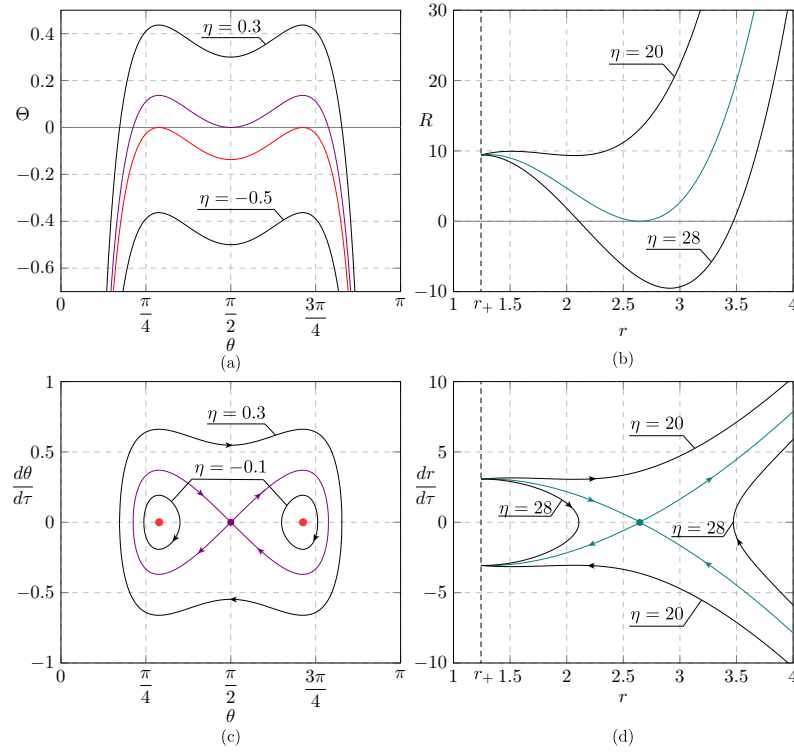 0.4
0.2
0
−0.2
−0.4
−0.6
Θ
η = 0.3
η = −0.5
0
π/4
π/2
3π/4
π
θ
(a)
30
20
10
0
−10
R
η = 20
η = 28
1
r₊
1.5
2
2.5
3
3.5
4
r
(b)
1
0.5
0
−0.5
−1
dθ/dτ
η = 0.3
η = −0.1
0
π/4
π/2
3π/4
π
θ
(c)
10
5
0
−5
−10
dr/dτ
η = 20
η = 28
η = 28
η = 20
1
r₊
1.5
2
2.5
3
3.5
4
r
(d)